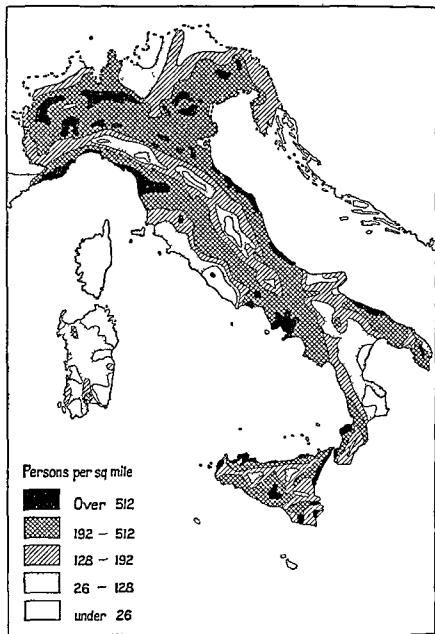 Persons per sq mile
Over 512
192 - 512
128 - 192
26 - 128
under 26